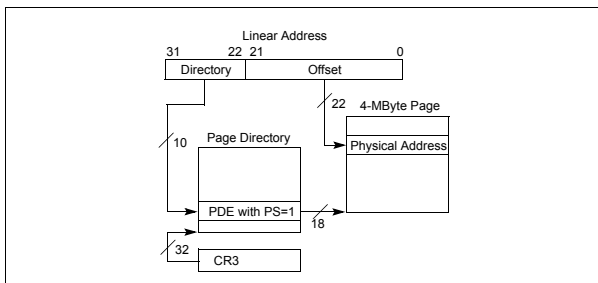 Linear Address
31 22 21 0
Directory Offset
22 4-MByte Page
10 Page Directory
Physical Address
PDE with PS=1
18
32
CR3